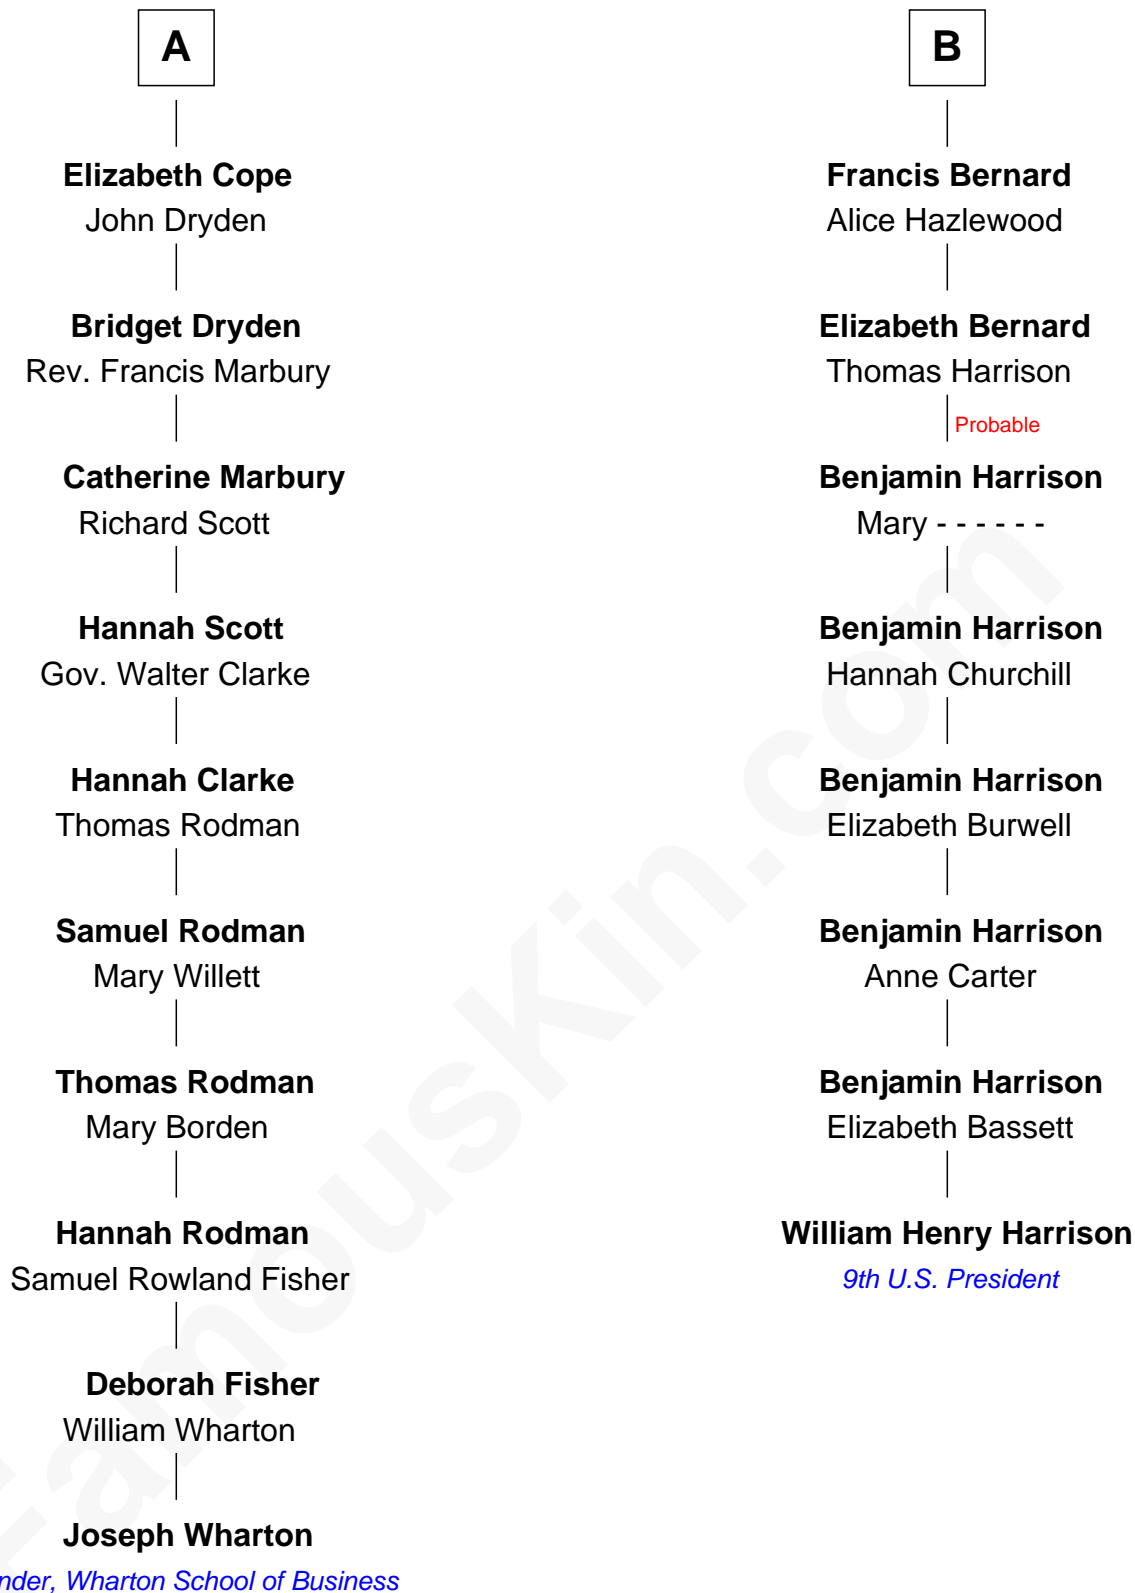 A
Elizabeth Cope
John Dryden
Bridget Dryden
Rev. Francis Marbury
Catherine Marbury
Richard Scott
Hannah Scott
Gov. Walter Clarke
Hannah Clarke
Thomas Rodman
Samuel Rodman
Mary Willett
Thomas Rodman
Mary Borden
Hannah Rodman
Samuel Rowland Fisher
Deborah Fisher
William Wharton
Joseph Wharton
nder, Wharton School of Business
B
Francis Bernard
Alice Hazlewood
Elizabeth Bernard
Thomas Harrison
Probable
Benjamin Harrison
Mary - - - - - -
Benjamin Harrison
Hannah Churchill
Benjamin Harrison
Elizabeth Burwell
Benjamin Harrison
Anne Carter
Benjamin Harrison
Elizabeth Bassett
William Henry Harrison
9th U.S. President
FamousKin.com